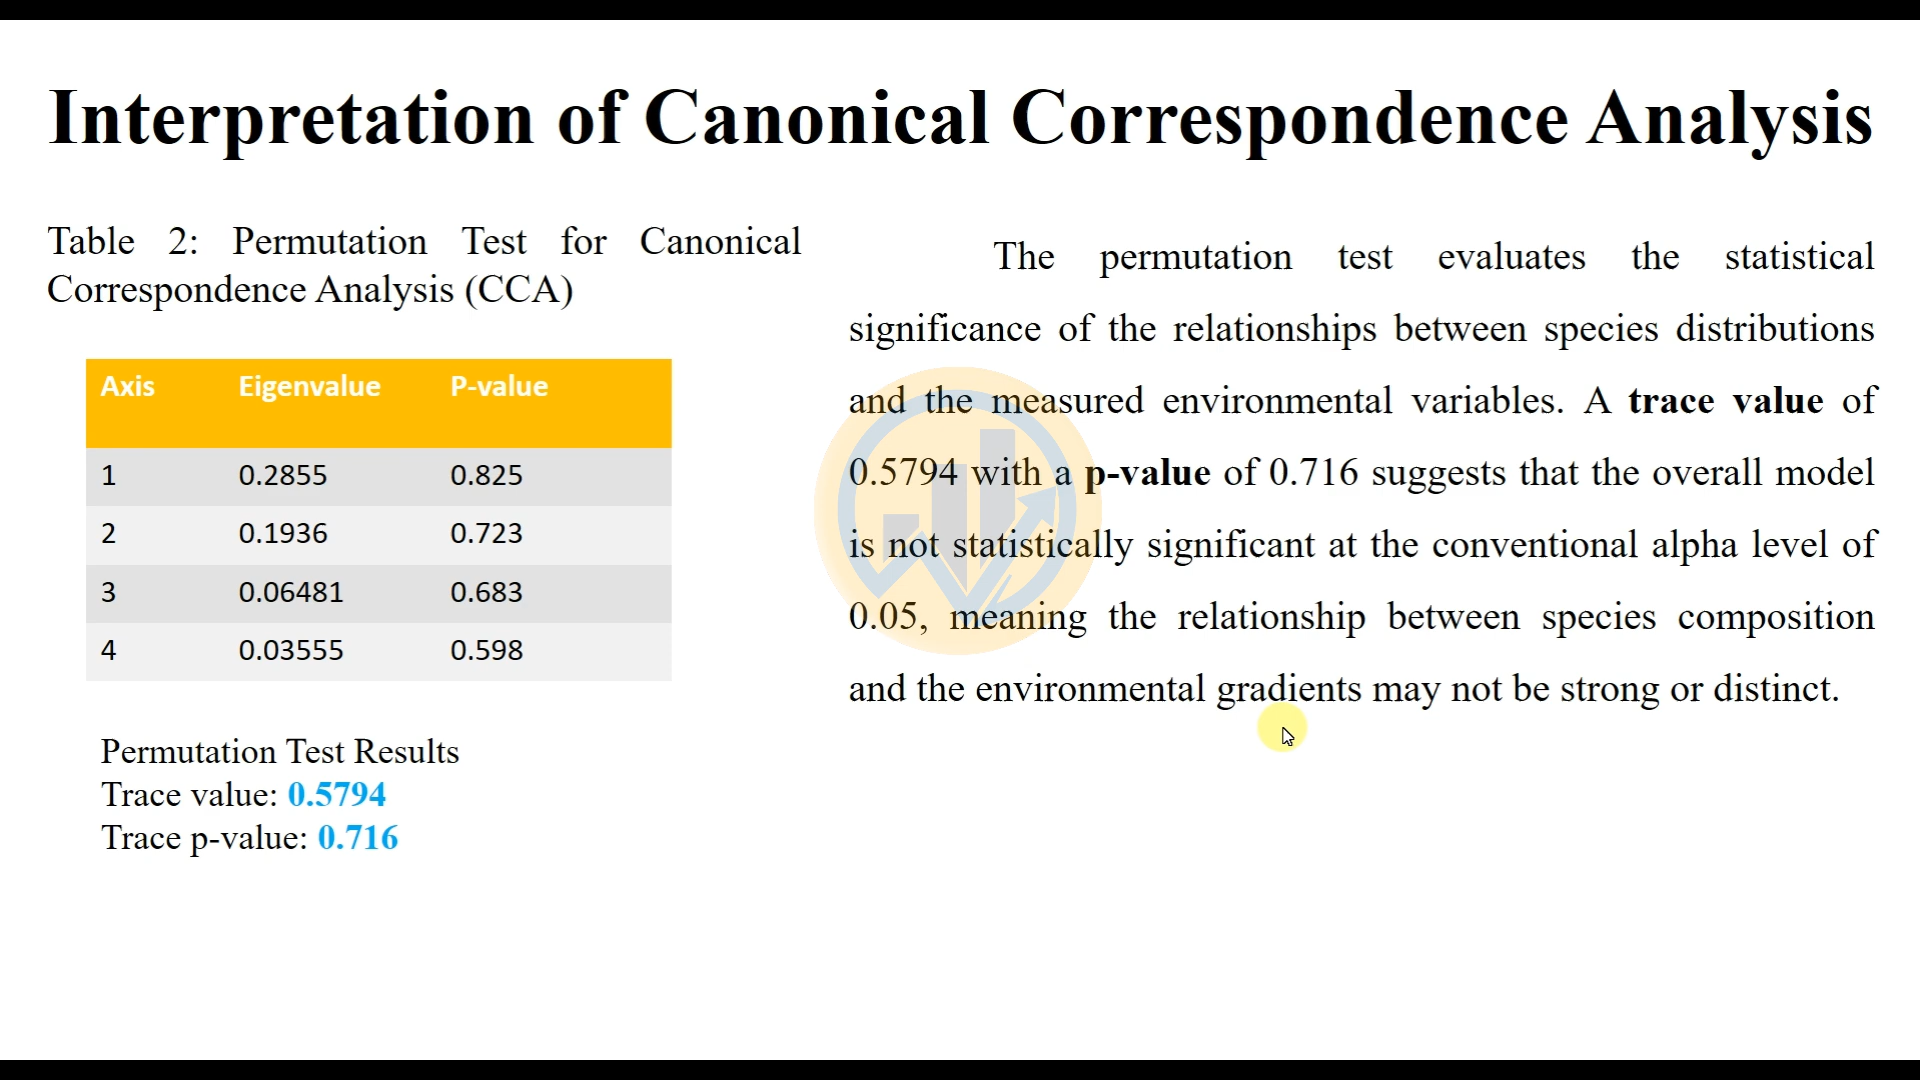 Interpretation of Canonical Correspondence Analysis
Table 2: Permutation Test for Canonical
Correspondence Analysis (CCA)
Axis Eigenvalue P-value
1 0.2855 0.825
2 0.1936 0.723
3 0.06481 0.683
4 0.03555 0.598
Permutation Test Results
Trace value: 0.5794
Trace p-value: 0.716
The permutation test evaluates the statistical
significance of the relationships between species distributions
and the measured environmental variables. A trace value of
0.5794 with a p-value of 0.716 suggests that the overall model
is not statistically significant at the conventional alpha level of
0.05, meaning the relationship between species composition
and the environmental gradients may not be strong or distinct.